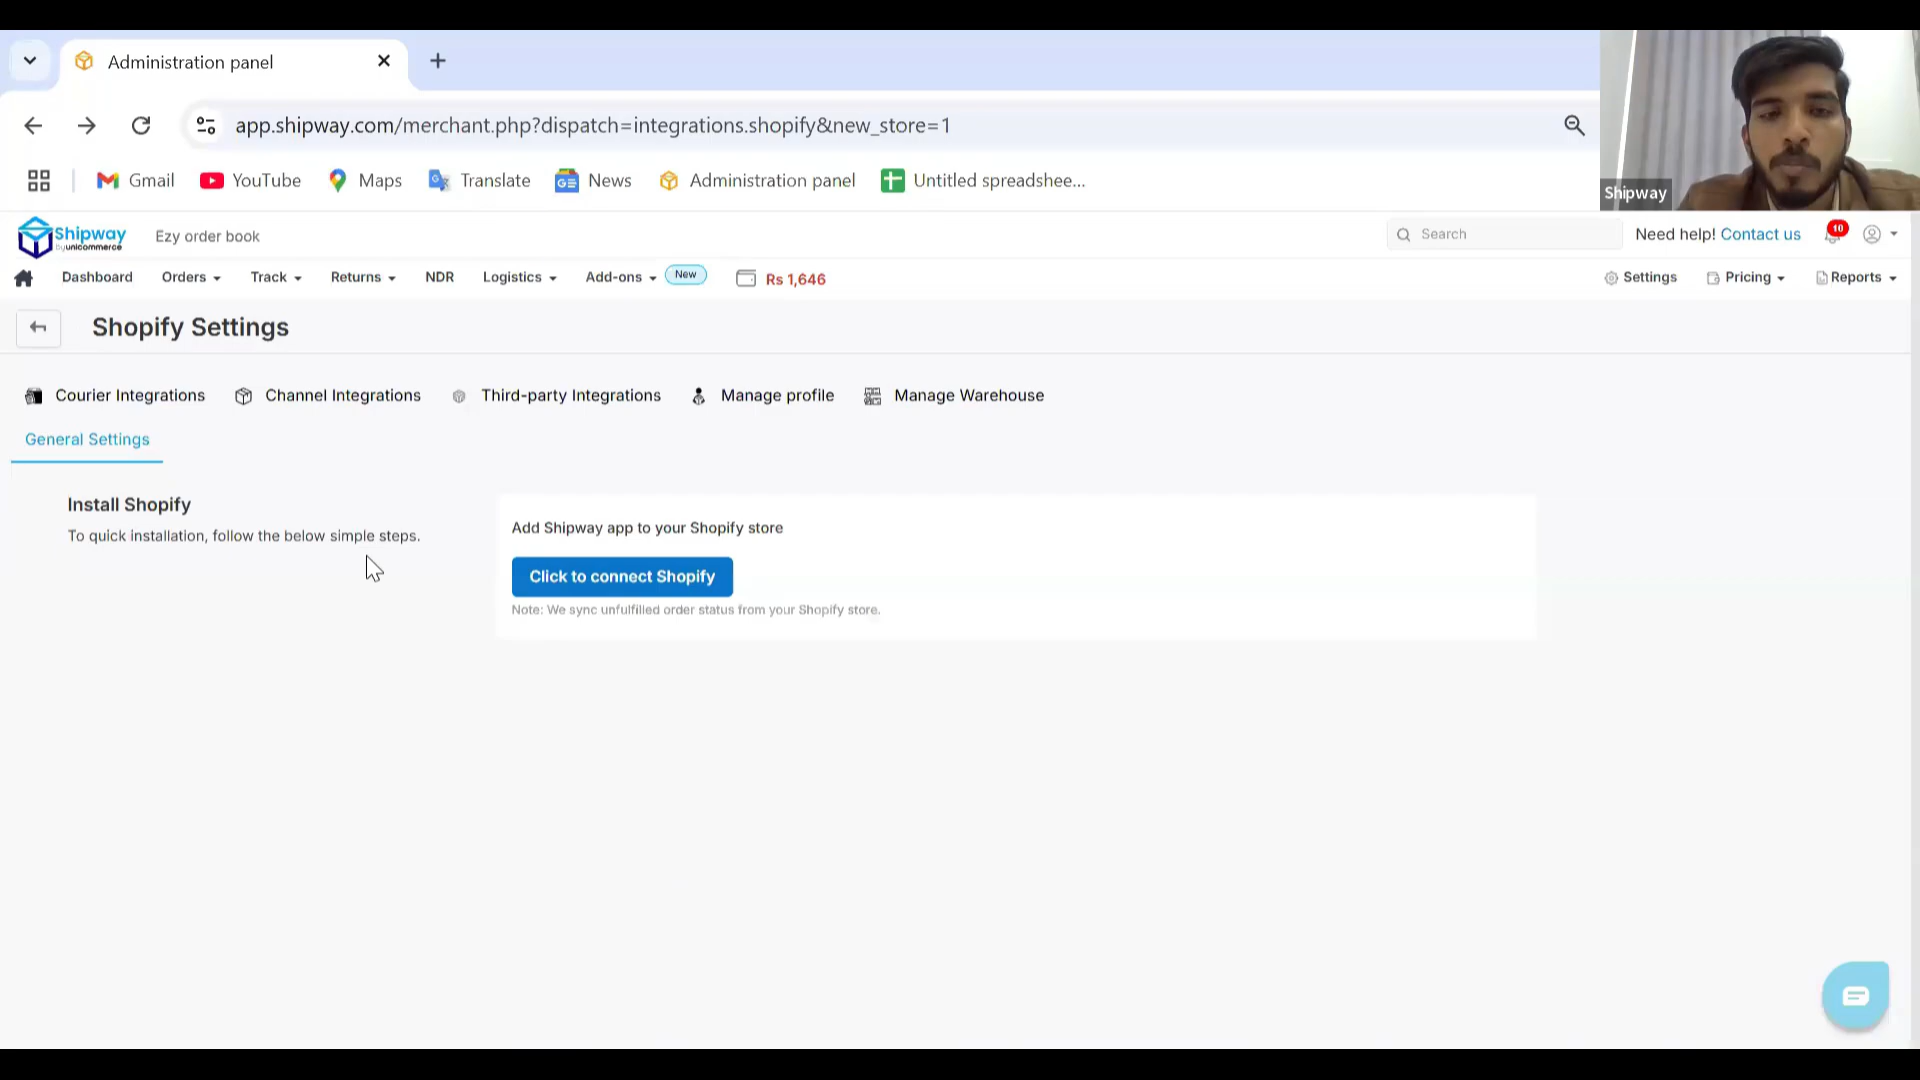 Administration panel
app.shipway.com/merchant.php?dispatch=integrations.shopify&new_store=1
Gmail YouTube Maps Translate News Administration panel Untitled spreadshee...
Shipway
Shipway by unicommerce Ezy order book Search Need help! Contact us 10
Dashboard Orders Track Returns NDR Logistics Add-ons New Rs 1,646 Settings Pricing Reports
Shopify Settings
Courier Integrations Channel Integrations Third-party Integrations Manage profile Manage Warehouse
General Settings
Install Shopify
To quick installation, follow the below simple steps.
Add Shipway app to your Shopify store
Click to connect Shopify
Note: We sync unfulfilled order status from your Shopify store.